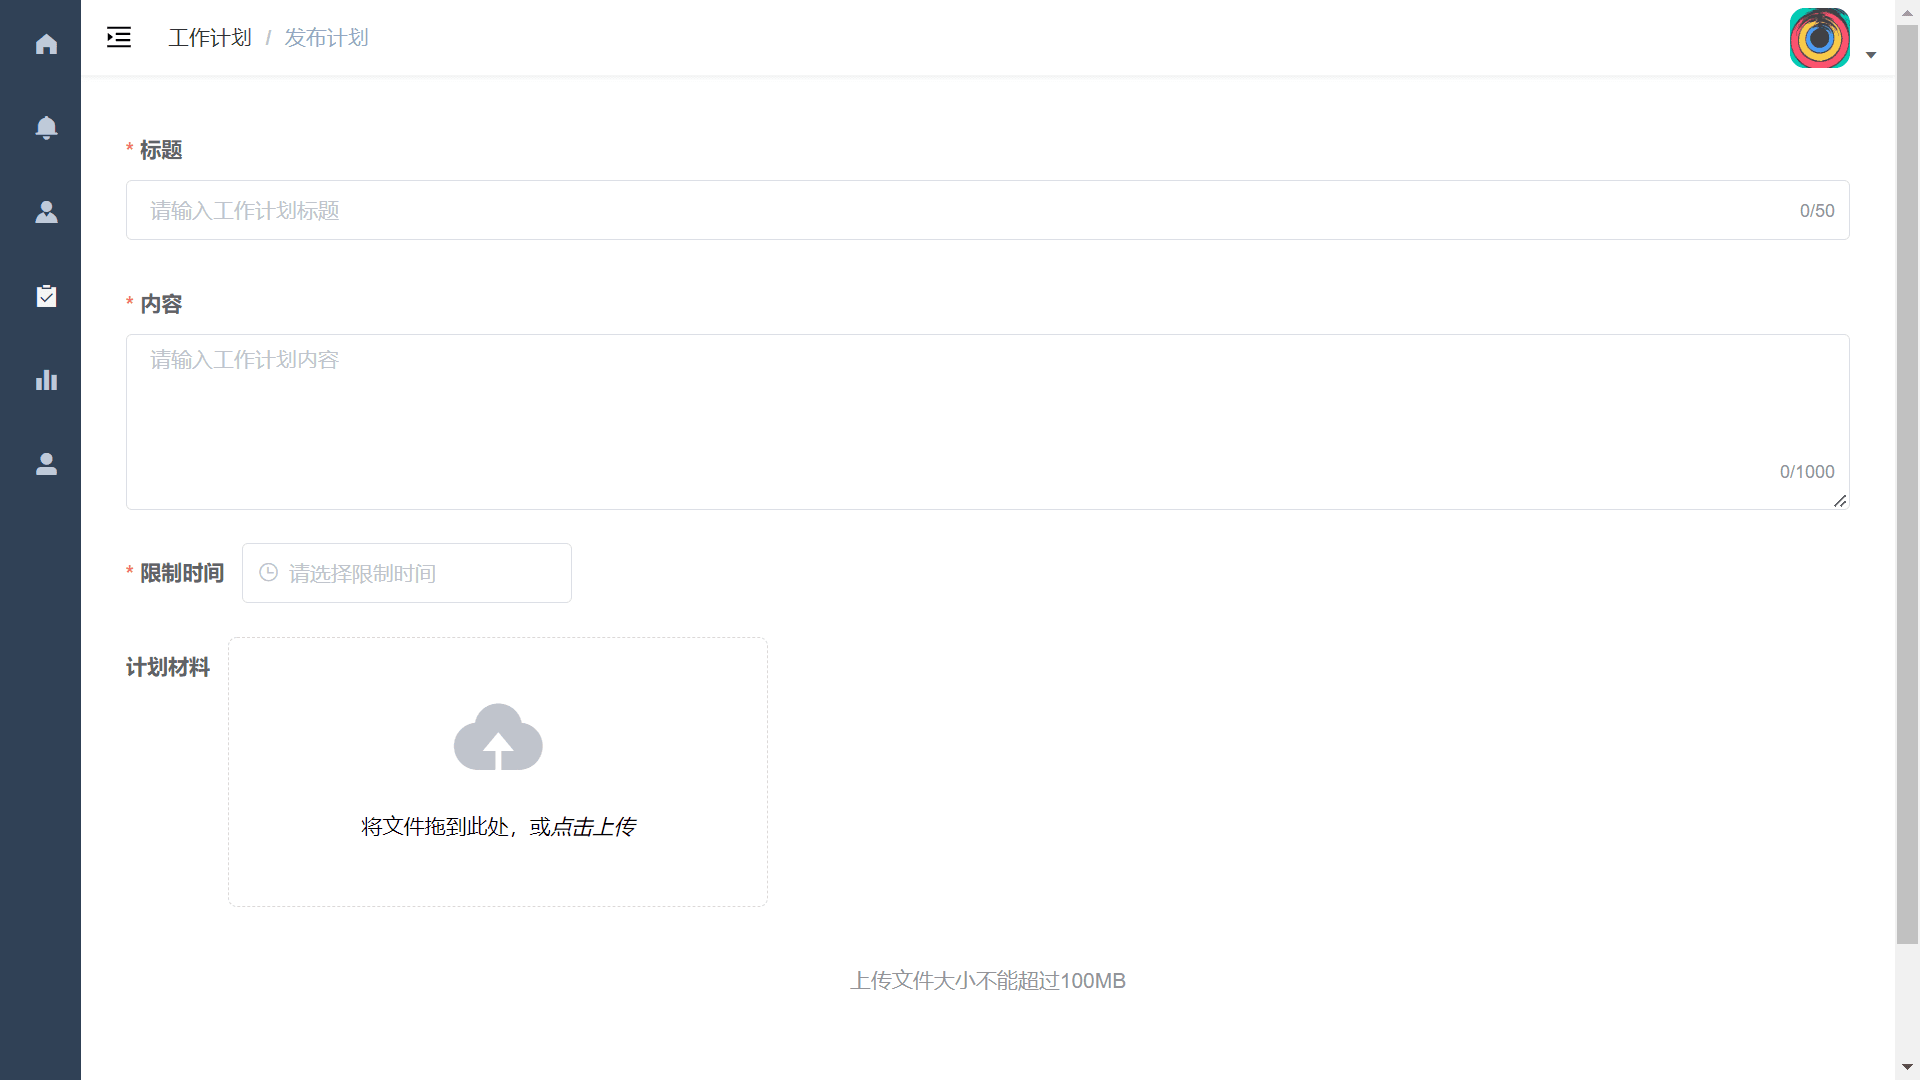 工作计划 / 发布计划
* 标题
请输入工作计划标题 0/50
* 内容
请输入工作计划内容
0/1000
* 限制时间 请选择限制时间
计划材料
将文件拖到此处，或点击上传
上传文件大小不能超过100MB